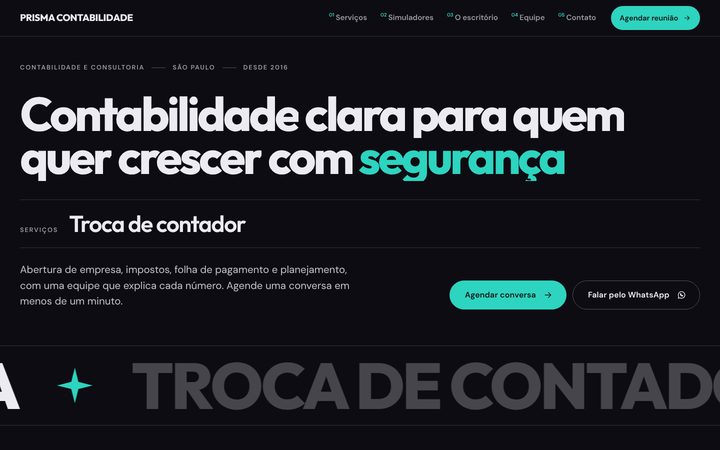 PRISMA CONTABILIDADE
01 Serviços 02 Simuladores 03 O escritório 04 Equipe 05 Contato Agendar reunião →
CONTABILIDADE E CONSULTORIA — SÃO PAULO — DESDE 2016
Contabilidade clara para quem
quer crescer com segurança
SERVIÇOS Troca de contador
Abertura de empresa, impostos, folha de pagamento e planejamento,
com uma equipe que explica cada número. Agende uma conversa em
menos de um minuto.
Agendar conversa → Falar pelo WhatsApp
A TROCA DE CONTADO